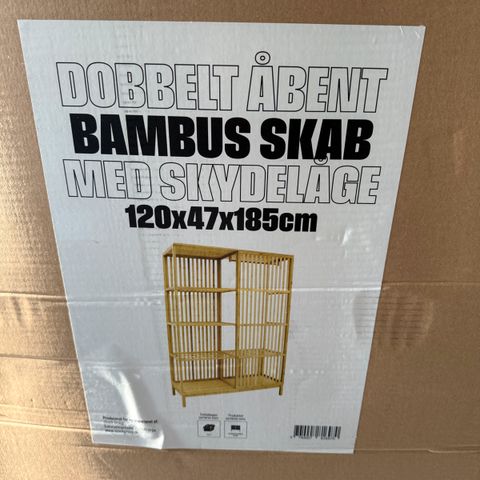 DOBBELT ÅBENT
BAMBUS SKAB
MED SKYDELÅGE
120x47x185cm